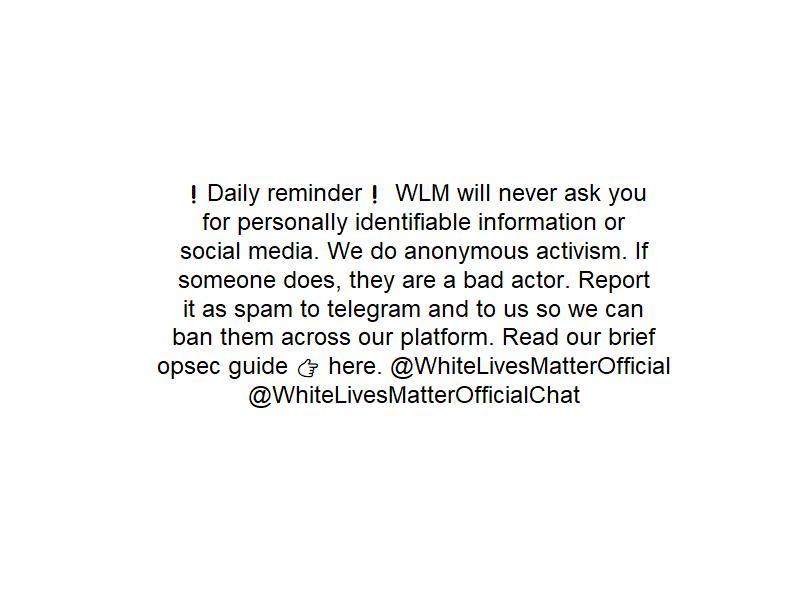 ❗Daily reminder❗ WLM will never ask you
for personally identifiable information or
social media. We do anonymous activism. If
someone does, they are a bad actor. Report
it as spam to telegram and to us so we can
ban them across our platform. Read our brief
opsec guide 👉 here. @WhiteLivesMatterOfficial
@WhiteLivesMatterOfficialChat